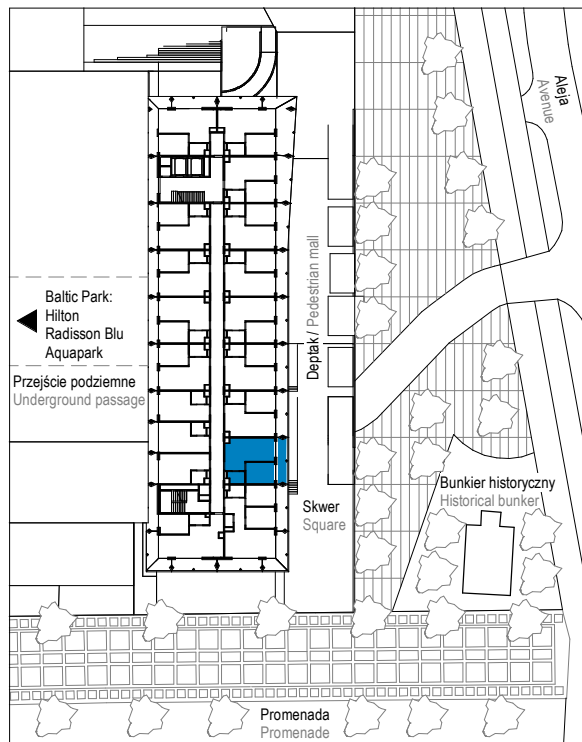 Aleja
Avenue
Baltic Park:
Hilton
Radisson Blu
Aquapark
Przejście podziemne
Underground passage
Deptak / Pedestrian mall
Skwer
Square
Bunkier historyczny
Historical bunker
Promenada
Promenade